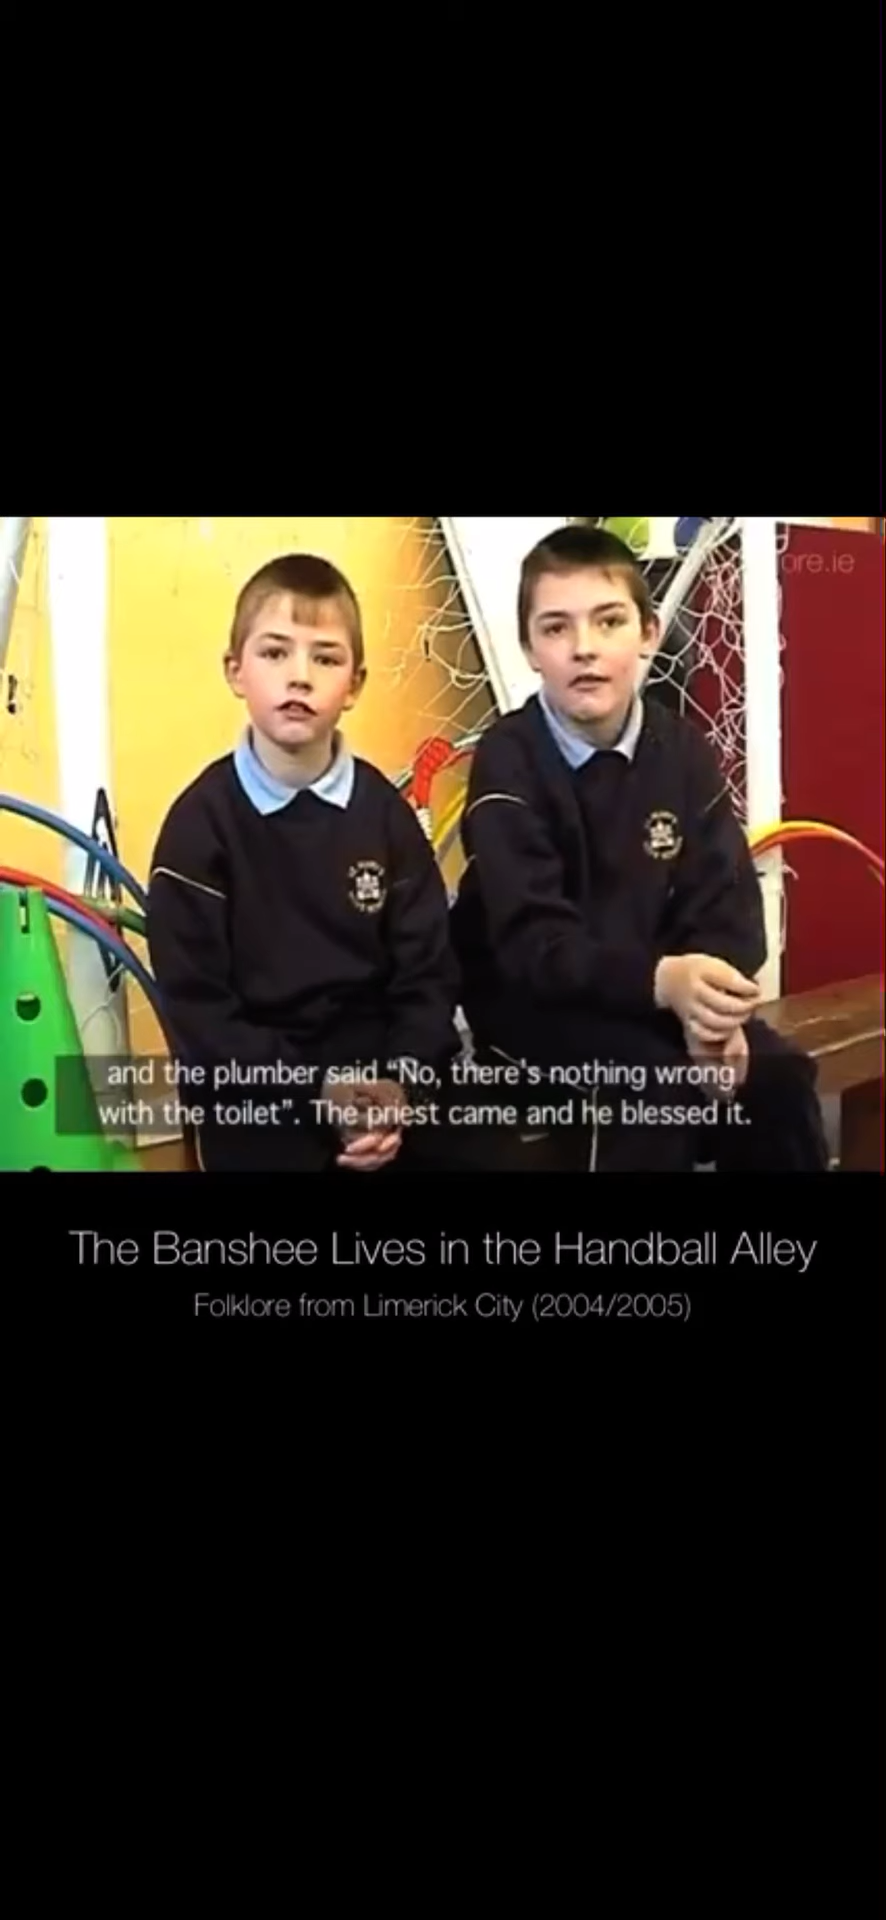 ore.ie
and the plumber said “No, there's nothing wrong
with the toilet”. The priest came and he blessed it.
The Banshee Lives in the Handball Alley
Folklore from Limerick City (2004/2005)